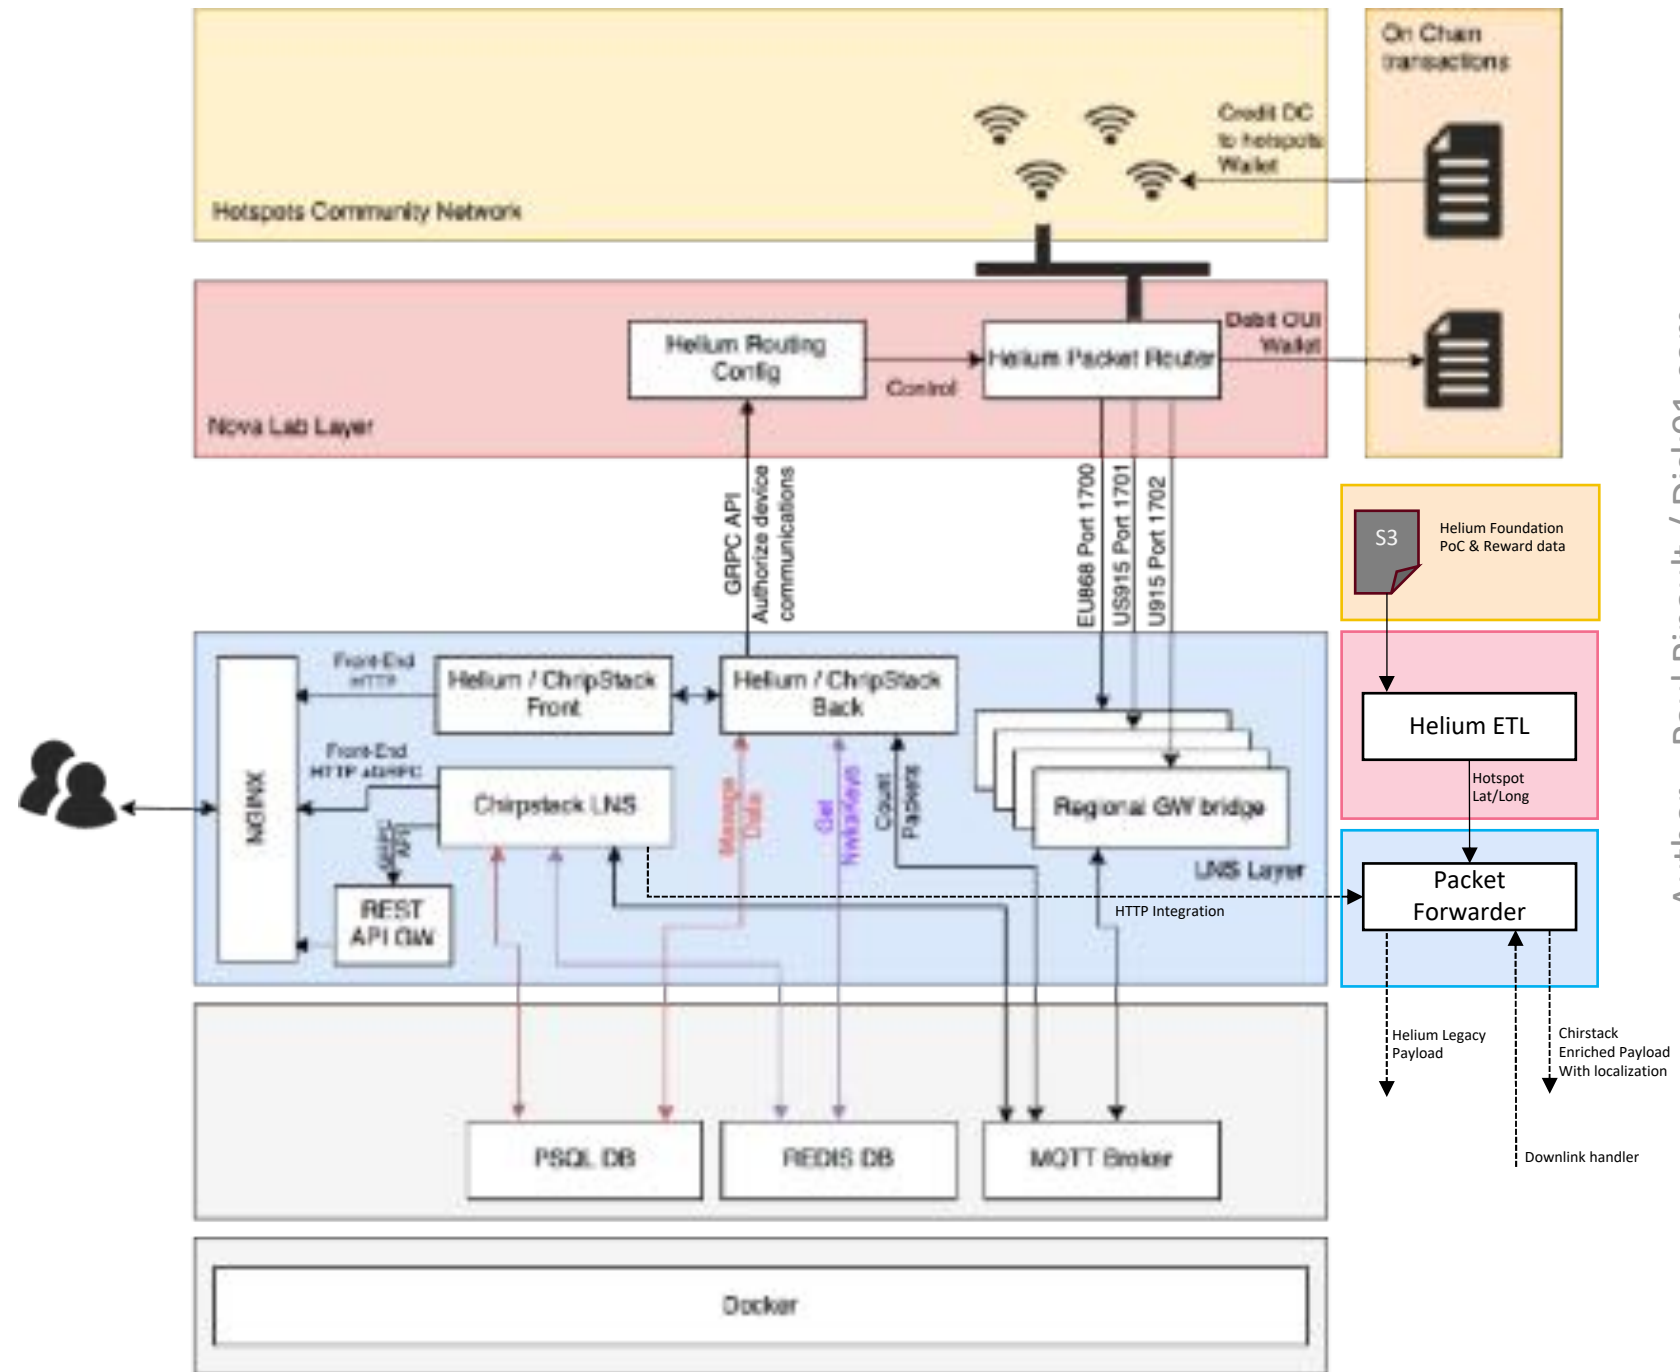 On Chain
transactions
Credit DC
to hotspots
Wallet
Hotspots Community Network
Debit OUI
Wallet
Helium Routing
Config
Control
Helium Packet Router
Nova Lab Layer
GRPC API
Authorize device
communications
EU868 Port 1700
US915 Port 1701
U915 Port 1702
S3
Helium Foundation
PoC & Reward data
Front-End
HTTP
Helium / ChripStack
Front
Helium / ChripStack
Back
Helium ETL
Hotspot
Lat/Long
NGINX
Front-End
HTTP
Chirpstack LNS
Manage
Data
Get
NwksKeys
Count
Packets
Regional GW bridge
LNS Layer
API
REST
API GW
HTTP Integration
Packet
Forwarder
Helium Legacy
Payload
Chirstack
Enriched Payload
With localization
Downlink handler
PSQL DB
REDIS DB
MQTT Broker
Docker